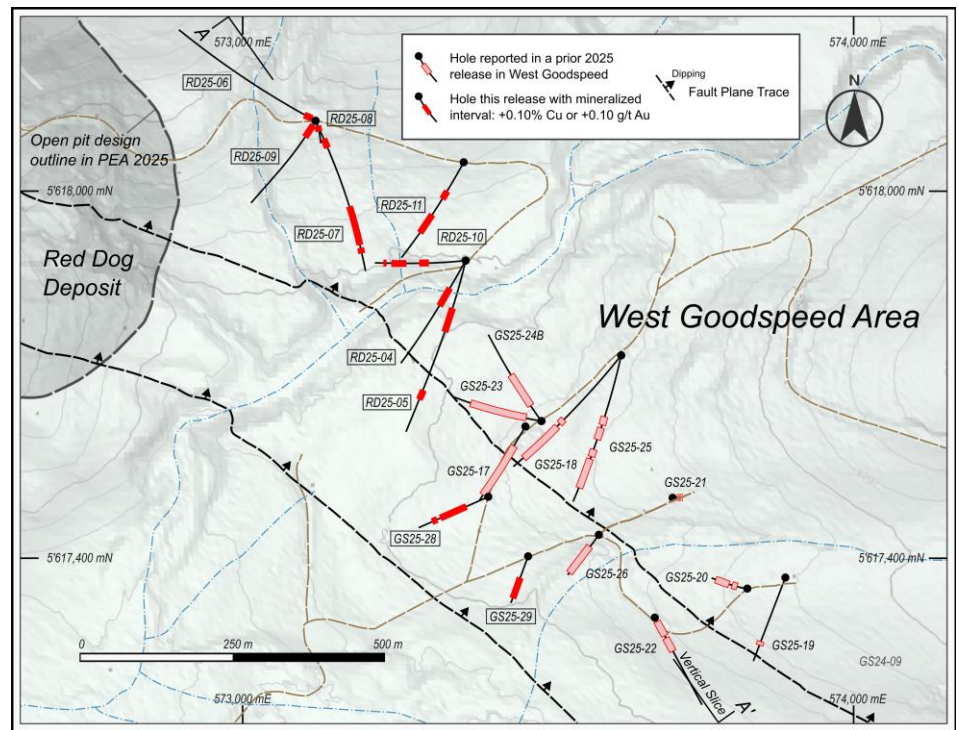 573,000 mE
574,000 mE
A
Hole reported in a prior 2025
release in West Goodspeed
Hole this release with mineralized
interval: +0.10% Cu or +0.10 g/t Au
Dipping
Fault Plane Trace
N
RD25-06
RD25-08
Open pit design
outline in PEA 2025
RD25-09
5'618,000 mN
5'618,000 mN
RD25-11
RD25-07
RD25-10
Red Dog
Deposit
West Goodspeed Area
GS25-24B
RD25-04
GS25-23
RD25-05
GS25-25
GS25-17
GS25-18
GS25-21
GS25-28
5'617,400 mN
5'617,400 mN
GS25-26
GS25-20
GS25-29
0
250 m
500 m
GS25-22
GS25-19
GS24-09
Vertical Slice
A'
573,000 mE
574,000 mE